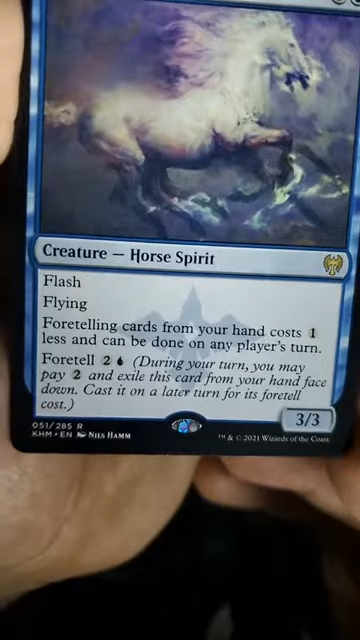 Creature — Horse Spirit
Flash
Flying
Foretelling cards from your hand costs 1
less and can be done on any player's turn.
Foretell 2 (During your turn, you may
pay 2 and exile this card from your hand face
down. Cast it on a later turn for its foretell
cost.)
3/3
051/285 R
KHM • EN NILS HAMM
™ & © 2021 Wizards of the Coast